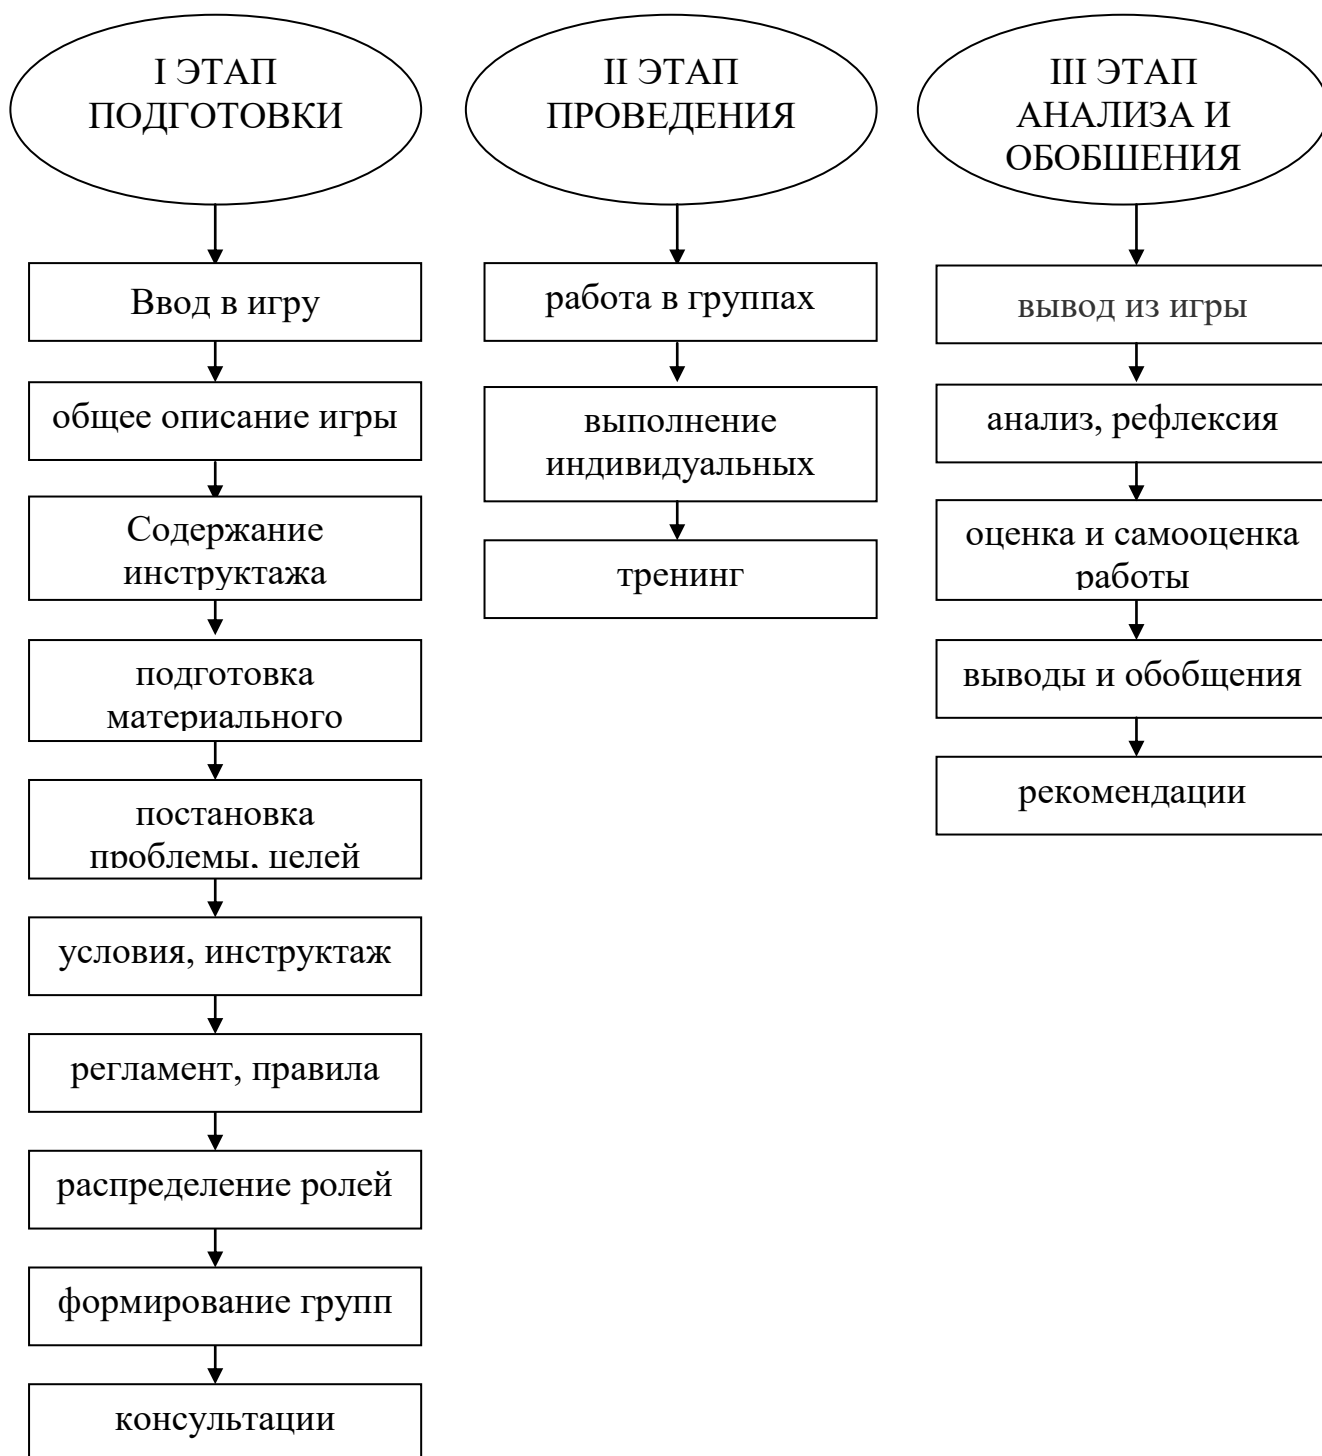 I ЭТАП
ПОДГОТОВКИ
Ввод в игру
общее описание игры
Содержание
инструктажа
подготовка
материального
постановка
проблемы, целей
условия, инструктаж
регламент, правила
распределение ролей
формирование групп
консультации
II ЭТАП
ПРОВЕДЕНИЯ
работа в группах
выполнение
индивидуальных
тренинг
III ЭТАП
АНАЛИЗА И
ОБОБШЕНИЯ
вывод из игры
анализ, рефлексия
оценка и самооценка
работы
выводы и обобщения
рекомендации